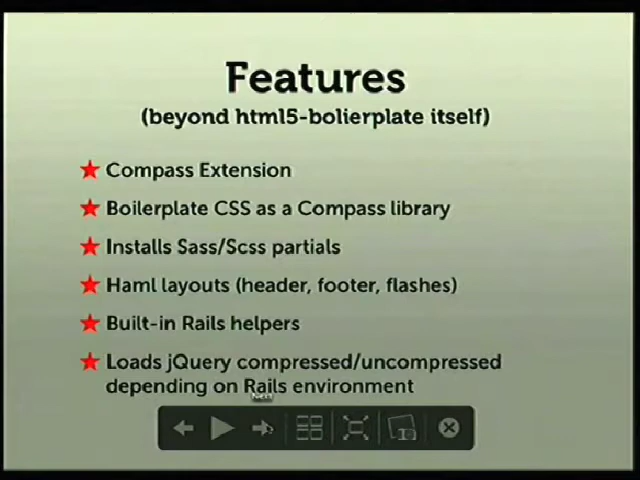 Features
(beyond html5-bolierplate itself)
Compass Extension
Boilerplate CSS as a Compass library
Installs Sass/Scss partials
Haml layouts (header, footer, flashes)
Built-in Rails helpers
Loads jQuery compressed/uncompressed
depending on Rails environment